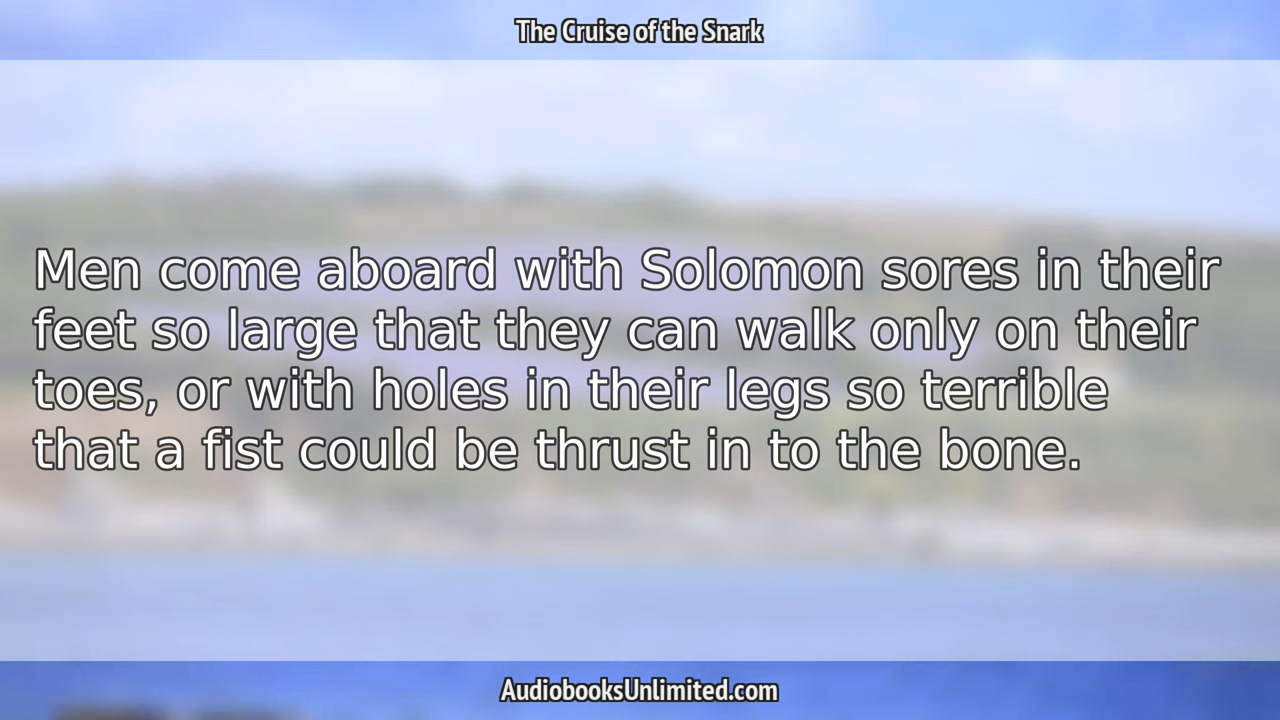 The Cruise of the Snark
Men come aboard with Solomon sores in their
feet so large that they can walk only on their
toes, or with holes in their legs so terrible
that a fist could be thrust in to the bone.
AudiobooksUnlimited.com